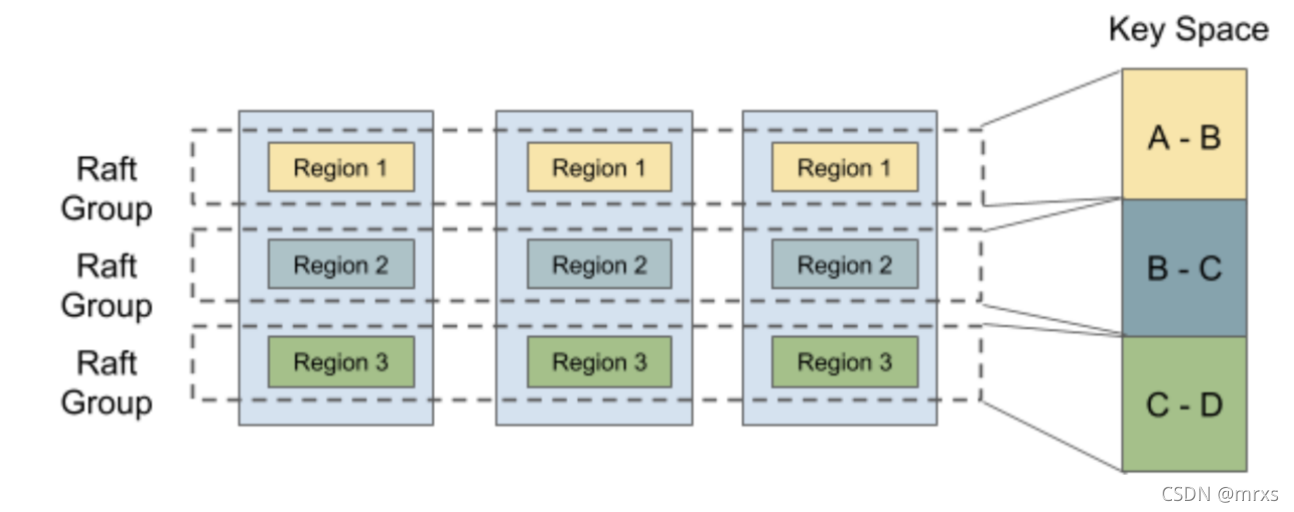 Key Space
A - B
Raft
Group
Region 1
Region 1
Region 1
Raft
Group
Region 2
Region 2
Region 2
B - C
Raft
Group
Region 3
Region 3
Region 3
C - D
CSDN @mrxs